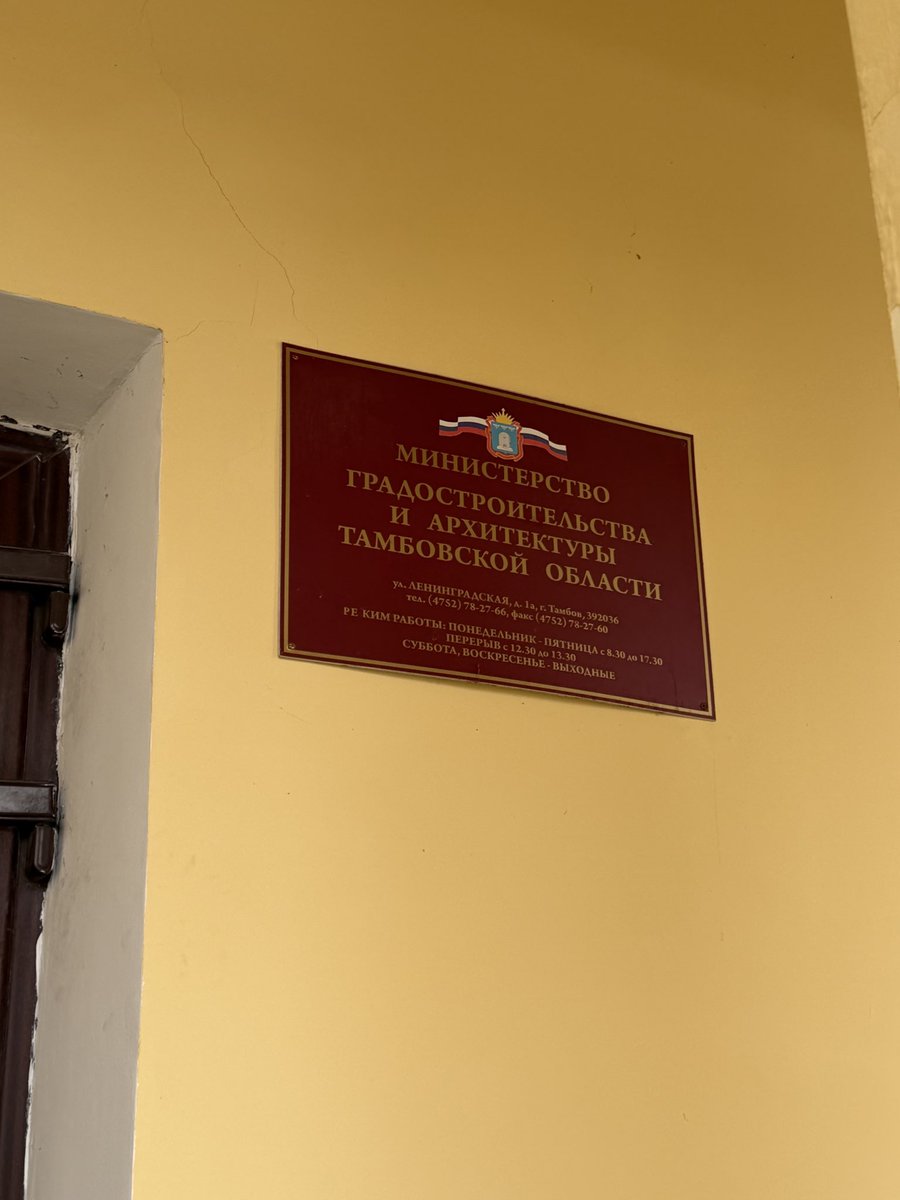 МИНИСТЕРСТВО
ГРАДОСТРОИТЕЛЬСТВА
И АРХИТЕКТУРЫ
ТАМБОВСКОЙ ОБЛАСТИ
ул. ЛЕНИНГРАДСКАЯ, д. 1а, г. Тамбов, 392036
тел. (4752) 78-27-66, факс (4752) 78-27-60
РЕ КИМ РАБОТЫ: ПОНЕДЕЛЬНИК - ПЯТНИЦА с 8.30 до 17.30
ПЕРЕРЫВ с 12.30 до 13.30
СУББОТА, ВОСКРЕСЕНЬЕ - ВЫХОДНЫЕ